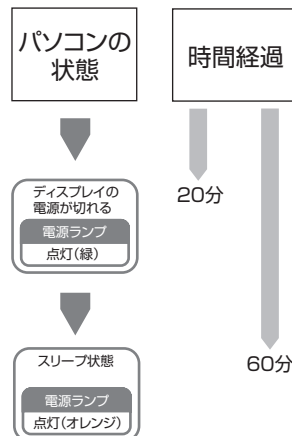 パソコンの
状態
時間経過
ディスプレイの
電源が切れる
電源ランプ
点灯(緑)
20分
スリープ状態
電源ランプ
点灯(オレンジ)
60分